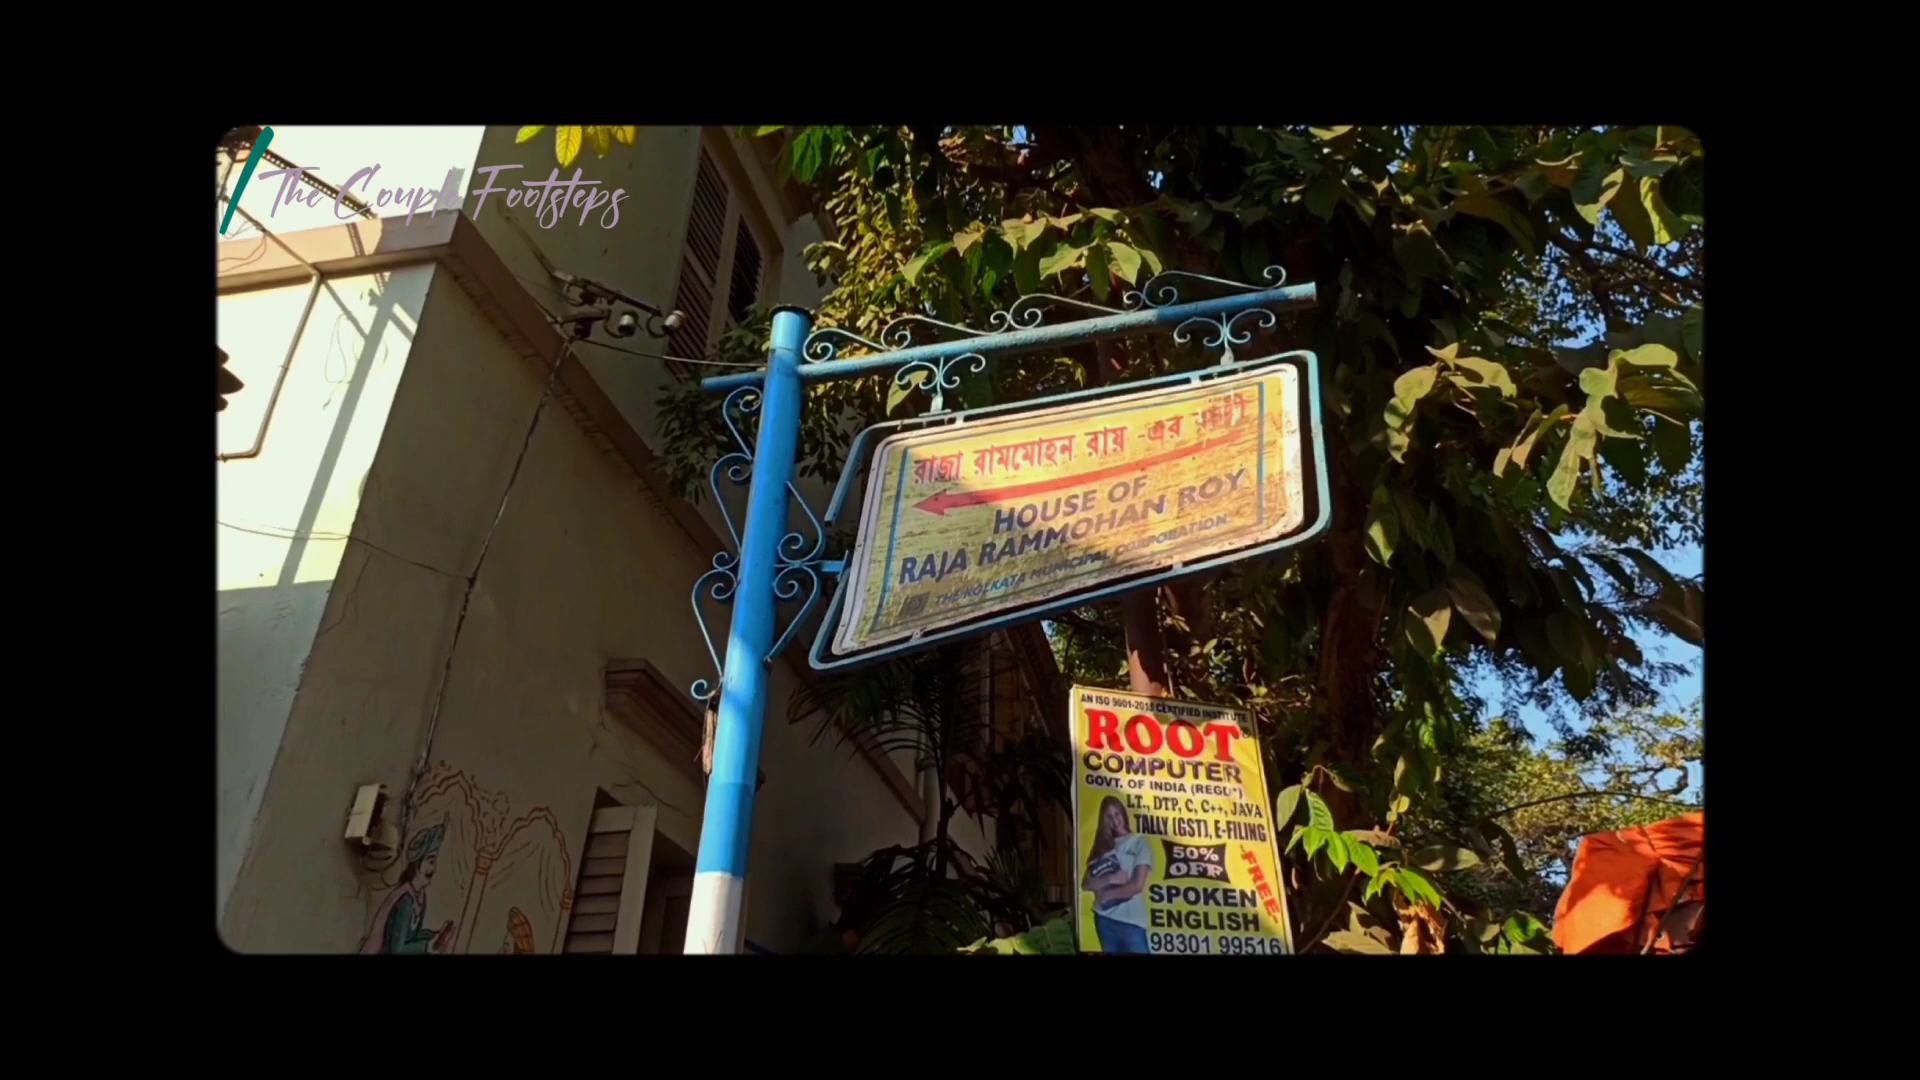 The Couple Footsteps
রাজা রামমোহন রায় -এর
HOUSE OF
RAJA RAMMOHAN ROY
THE KOLKATA MUNICIPAL CORPORATION
AN ISO 9001-2015 CERTIFIED INSTITUTE
ROOT
COMPUTER
GOVT. OF INDIA (REGD.)
I.T., DTP, C, C++, JAVA
TALLY (GST), E-FILING
50%
OFF
FREE
SPOKEN
ENGLISH
98301 99516